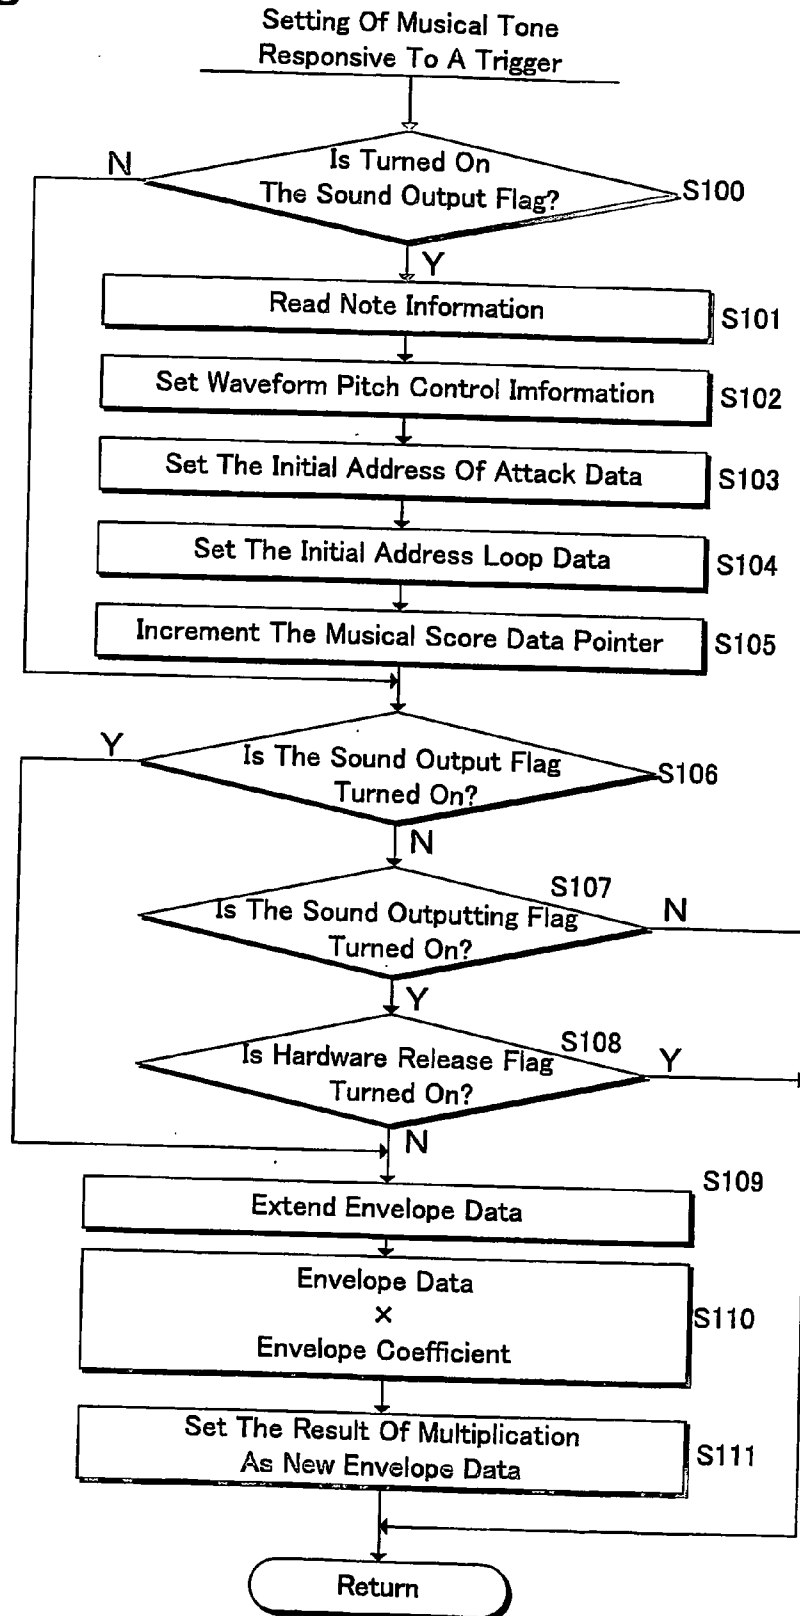 Setting Of Musical Tone
Responsive To A Trigger
N
Is Turned On
The Sound Output Flag?
S100
Y
Read Note Information
S101
Set Waveform Pitch Control Imformation
S102
Set The Initial Address Of Attack Data
S103
Set The Initial Address Loop Data
S104
Increment The Musical Score Data Pointer
S105
Y
Is The Sound Output Flag
Turned On?
S106
N
S107
Is The Sound Outputting Flag
Turned On?
N
Y
S108
Is Hardware Release Flag
Turned On?
Y
N
S109
Extend Envelope Data
Envelope Data
×
Envelope Coefficient
S110
Set The Result Of Multiplication
As New Envelope Data
S111
Return